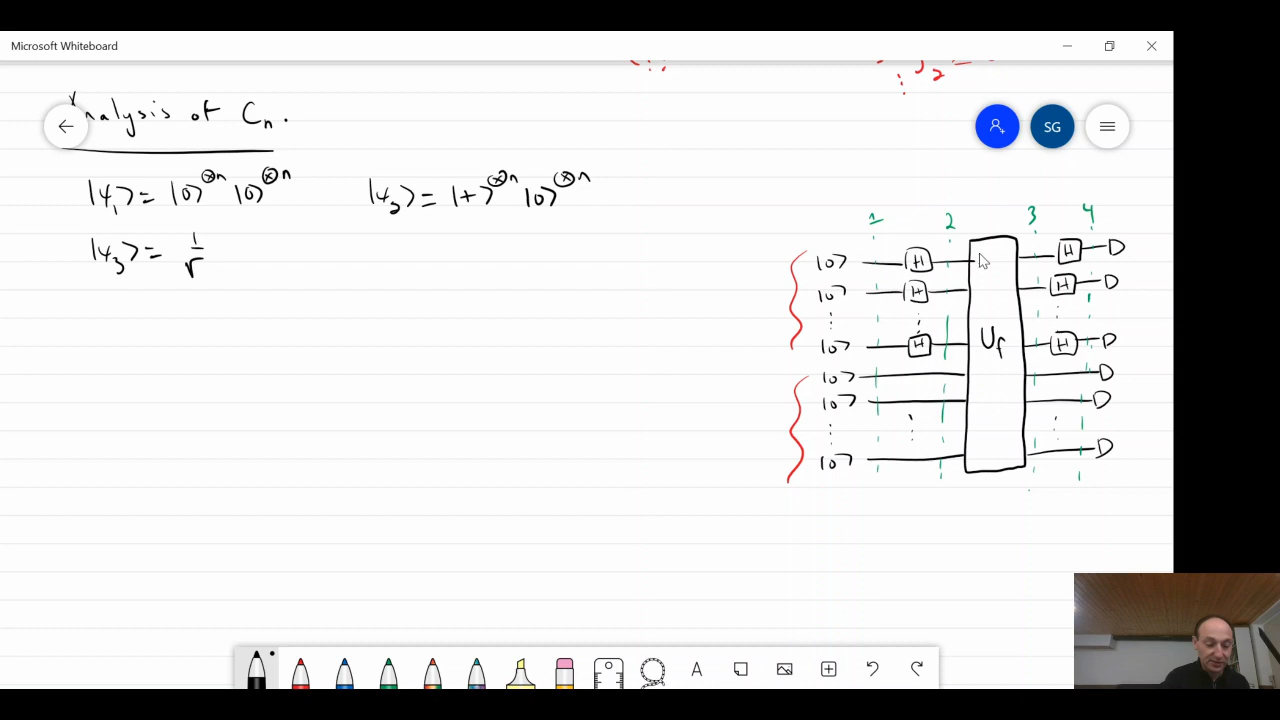 Microsoft Whiteboard
Analysis of Cₙ.
SG
|ψ₁⟩ = |0⟩^⊗n |0⟩^⊗n |ψ₂⟩ = |+⟩^⊗n |0⟩^⊗n
|ψ₃⟩ = 1/√
1 2 3 4
|0⟩ H H D
|0⟩ H H D
⋮ ⋮ ⋮
|0⟩ H U_f H D
|0⟩ D
|0⟩ D
⋮ ⋮ ⋮
|0⟩ D
A